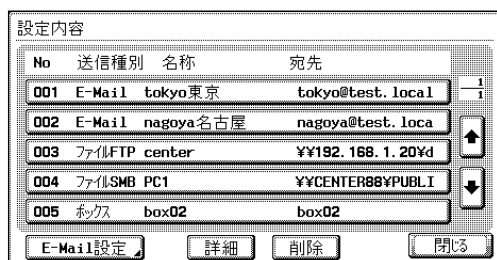 設定内容
No 送信種別 名称 宛先
001 E-Mail tokyo東京 tokyo@test.local
1
1
002 E-Mail nagoya名古屋 nagoya@test.loca
003 ファイルFTP center ¥¥192.168.1.20¥d
004 ファイルSMB PC1 ¥¥CENTER88¥PUBLI
005 ボックス box02 box02
E-Mail設定 詳細 削除 閉じる